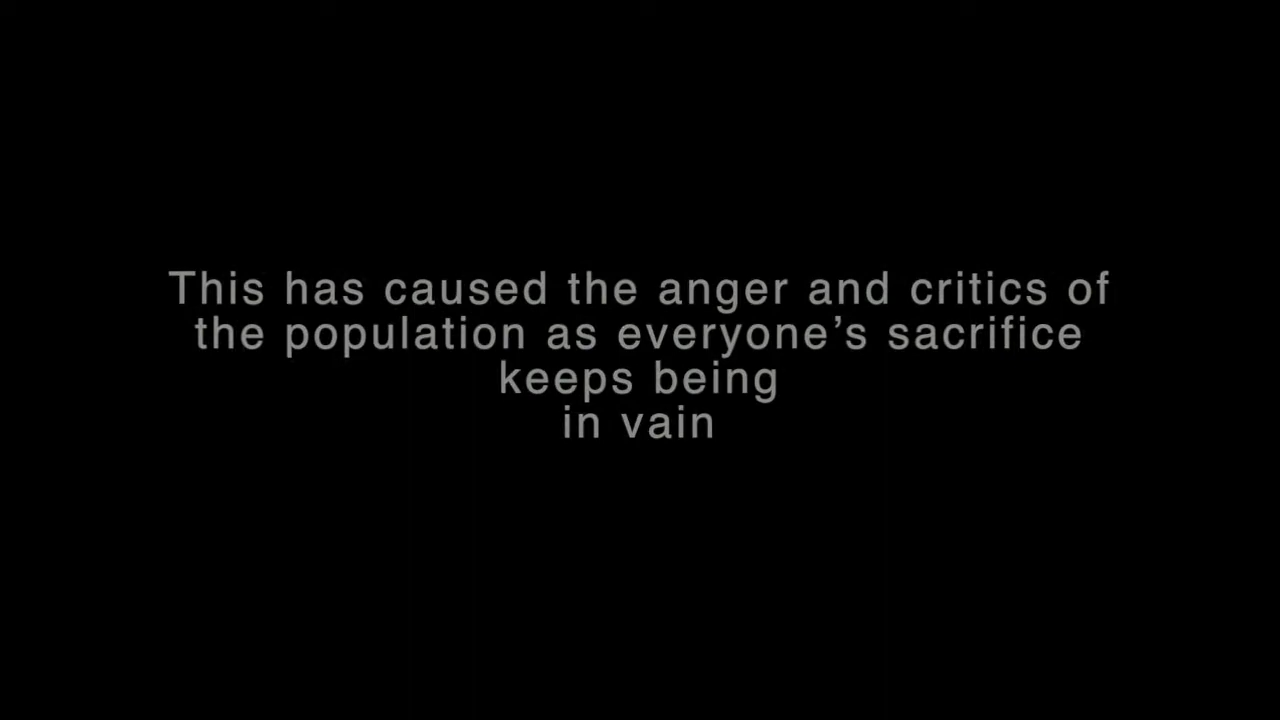 This has caused the anger and critics of
the population as everyone’s sacrifice
keeps being
in vain